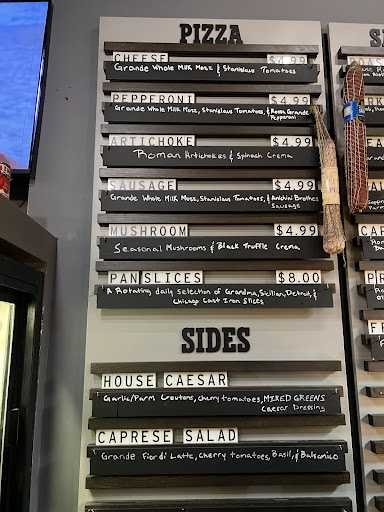 PIZZA
CHEESE $4.99
Grande Whole Milk Mozz & Stanislaus Tomatoes
PEPPERONI $4.99
Grande Whole Milk Mozz, Stanislaus Tomatoes, & Rosa Grande
Pepperoni
ARTICHOKE $4.99
Roman Artichokes & Spinach Crema
SAUSAGE $4.99
Grande Whole Milk Mozz, Stanislaus Tomatoes, & Anichini Brothers
Sausage
MUSHROOM $4.99
Seasonal Mushrooms & Black Truffle Crema
PAN SLICES $8.00
A Rotating daily selection of Grandma, Sicilian, Detroit, &
Chicago Cast Iron Slices
SIDES
HOUSE CAESAR
Garlic/Parm Croutons, cherry tomatoes, MIXED GREENS
Caesar Dressing
CAPRESE SALAD
Grande Fior di Latte, Cherry tomatoes, Basil, & Balsamico